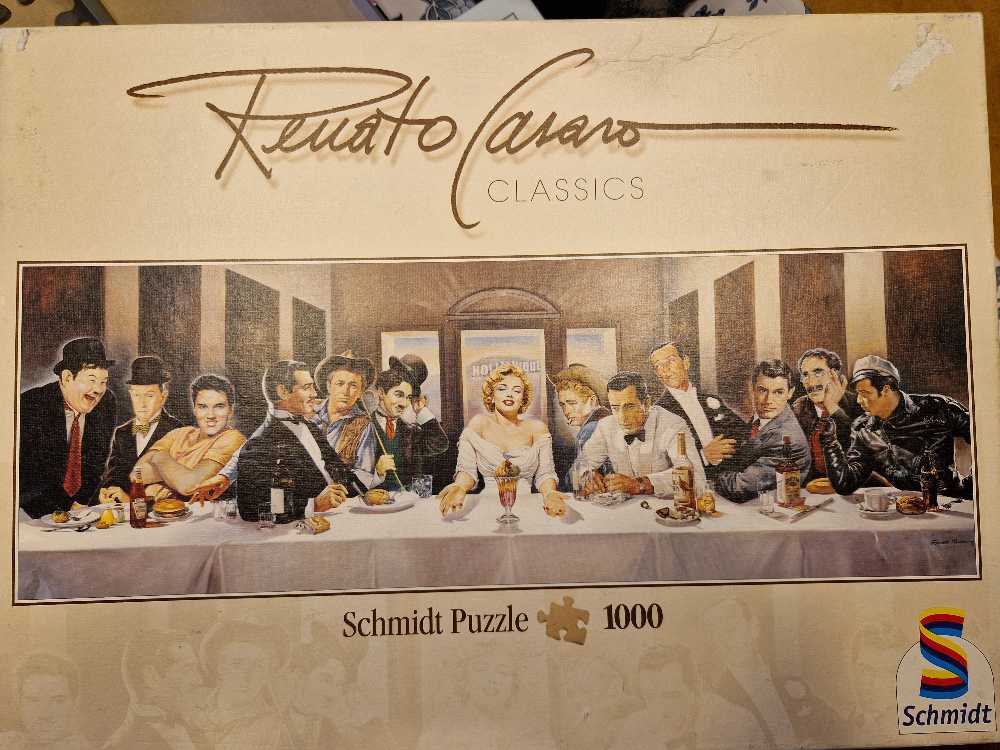 Renato Casaro
CLASSICS
HOLLYWOOD
Schmidt Puzzle 1000
Schmidt